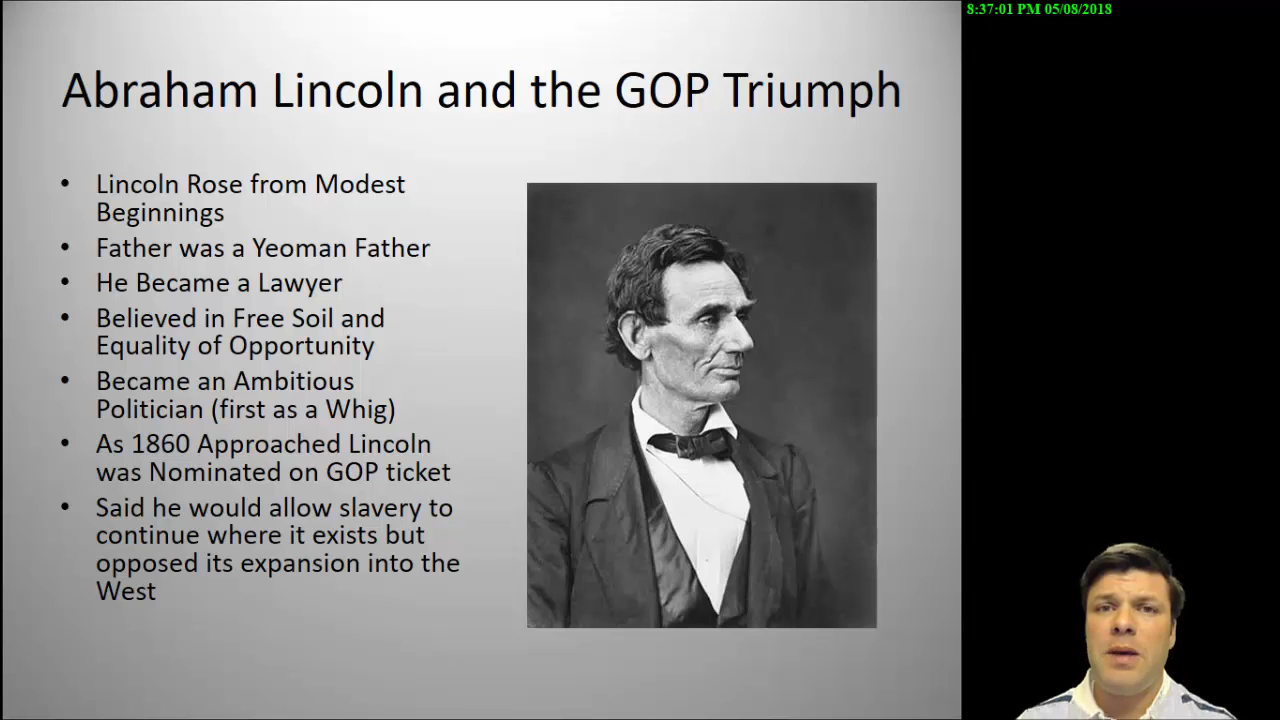 8:37:01 PM 05/08/2018
Abraham Lincoln and the GOP Triumph
• Lincoln Rose from Modest
Beginnings
• Father was a Yeoman Father
• He Became a Lawyer
• Believed in Free Soil and
Equality of Opportunity
• Became an Ambitious
Politician (first as a Whig)
• As 1860 Approached Lincoln
was Nominated on GOP ticket
• Said he would allow slavery to
continue where it exists but
opposed its expansion into the
West